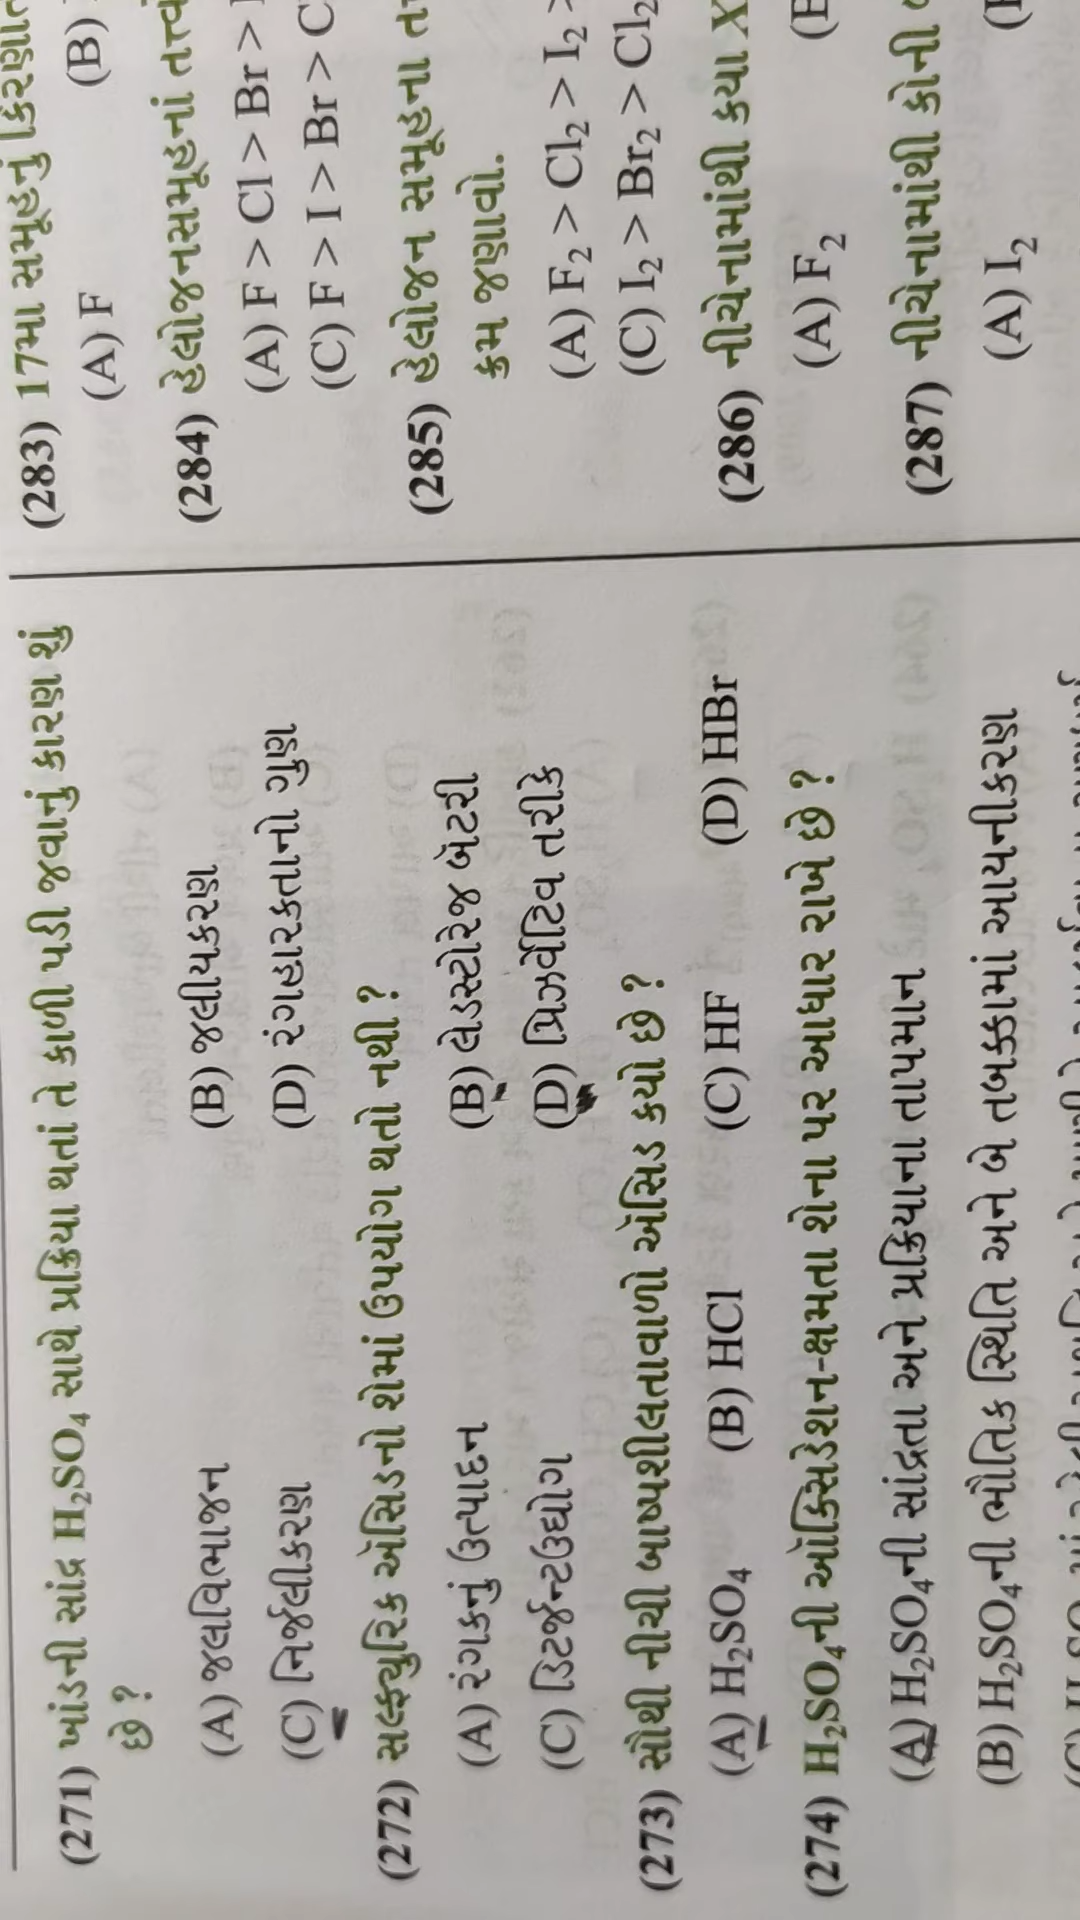 (271) ખાંડની સાંદ્ર H₂SO₄ સાથે પ્રક્રિયા થતાં તે કાળી પડી જવાનું કારણ શું
છે ?
(A) જલવિભાજન (B) જલીયકરણ
(C) નિર્જલીકરણ (D) રંગહારકતાનો ગુણ
(272) સલ્ફ્યુરિક ઍસિડનો શેમાં ઉપયોગ થતો નથી ?
(A) રંગકનું ઉત્પાદન (B) લેડસ્ટોરેજ બૅટરી
(C) ડિટર્જન્ટઉદ્યોગ (D) પ્રિઝર્વેટિવ તરીકે
(273) સૌથી નીચી બાષ્પશીલતાવાળો ઍસિડ કયો છે ?
(A) H₂SO₄ (B) HCl (C) HF (D) HBr
(274) H₂SO₄ની ઑક્સિડેશન-ક્ષમતા શેના પર આધાર રાખે છે ?
(A) H₂SO₄ની સાંદ્રતા અને પ્રક્રિયાના તાપમાન
(B) H₂SO₄ની ભૌતિક સ્થિતિ અને બે તબક્કામાં આયનીકરણ
(283) 17મા સમૂહનું
(A) F (B)
(284) હેલોજનસમૂહનાં
(A) F > Cl > Br >
(C) F > I > Br >
(285) હેલોજન સમૂહના
ક્રમ જણાવો.
(A) F₂ > Cl₂ > I₂ >
(C) I₂ > Br₂ > Cl₂
(286) નીચેનામાંથી કયા X
(A) F₂
(287) નીચેનામાંથી કોની
(A) I₂